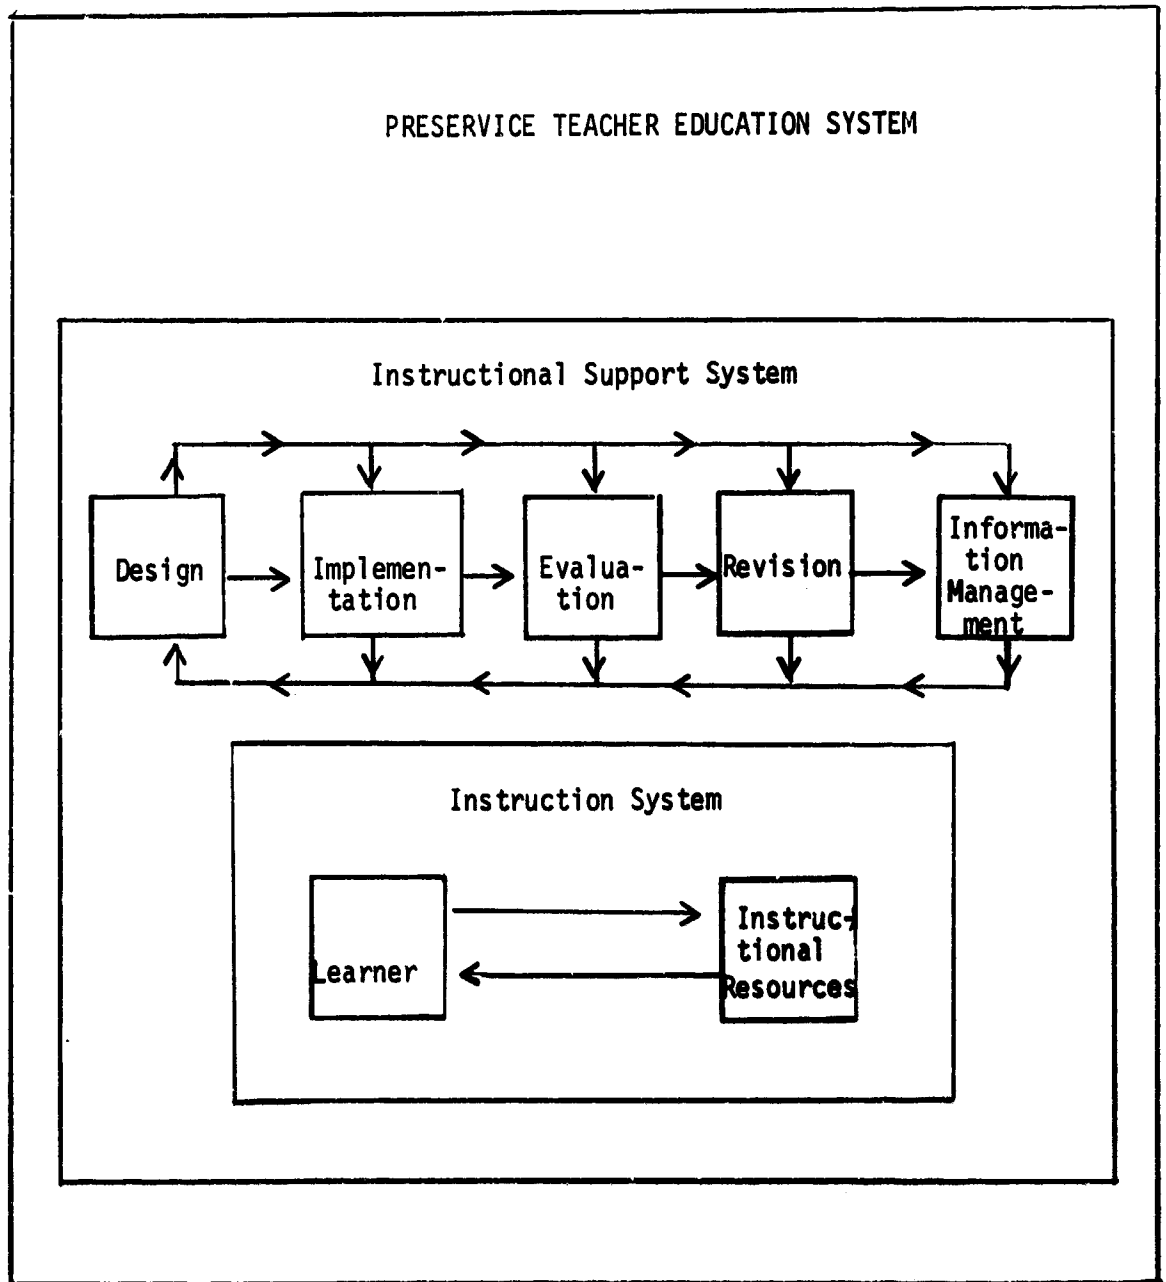 PRESERVICE TEACHER EDUCATION SYSTEM
Instructional Support System
Design
Implemen-
tation
Evalua-
tion
Revision
Informa-
tion
Manage-
ment
Instruction System
Learner
Instruc-
tional
Resources